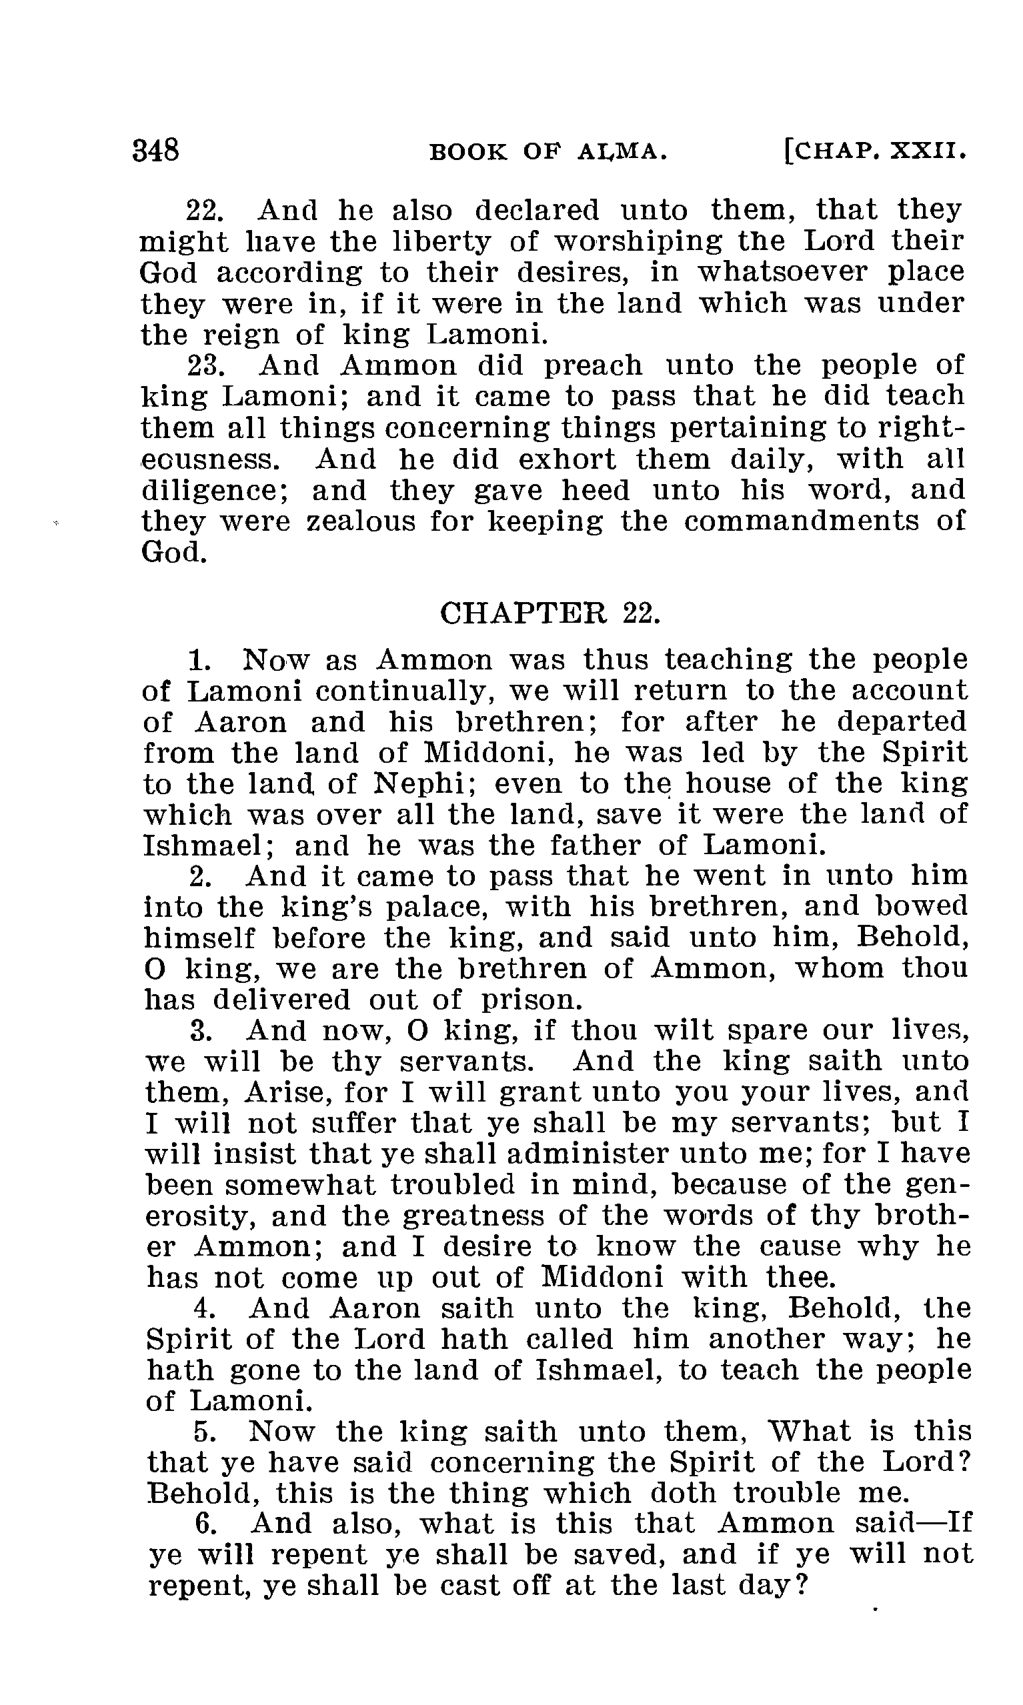 348 BOOK OF ALMA. [CHAP. XXII.
22. And he also declared unto them, that they
might have the liberty of worshiping the Lord their
God according to their desires, in whatsoever place
they were in, if it were in the land which was under
the reign of king Lamoni.
23. And Ammon did preach unto the people of
king Lamoni; and it came to pass that he did teach
them all things concerning things pertaining to right-
eousness. And he did exhort them daily, with all
diligence; and they gave heed unto his word, and
they were zealous for keeping the commandments of
God.
CHAPTER 22.
1. Now as Ammon was thus teaching the people
of Lamoni continually, we will return to the account
of Aaron and his brethren; for after he departed
from the land of Middoni, he was led by the Spirit
to the land of Nephi; even to the house of the king
which was over all the land, save it were the land of
Ishmael; and he was the father of Lamoni.
2. And it came to pass that he went in unto him
into the king's palace, with his brethren, and bowed
himself before the king, and said unto him, Behold,
O king, we are the brethren of Ammon, whom thou
has delivered out of prison.
3. And now, O king, if thou wilt spare our lives,
we will be thy servants. And the king saith unto
them, Arise, for I will grant unto you your lives, and
I will not suffer that ye shall be my servants; but I
will insist that ye shall administer unto me; for I have
been somewhat troubled in mind, because of the gen-
erosity, and the greatness of the words of thy broth-
er Ammon; and I desire to know the cause why he
has not come up out of Middoni with thee.
4. And Aaron saith unto the king, Behold, the
Spirit of the Lord hath called him another way; he
hath gone to the land of Ishmael, to teach the people
of Lamoni.
5. Now the king saith unto them, What is this
that ye have said concerning the Spirit of the Lord?
Behold, this is the thing which doth trouble me.
6. And also, what is this that Ammon said—If
ye will repent ye shall be saved, and if ye will not
repent, ye shall be cast off at the last day?